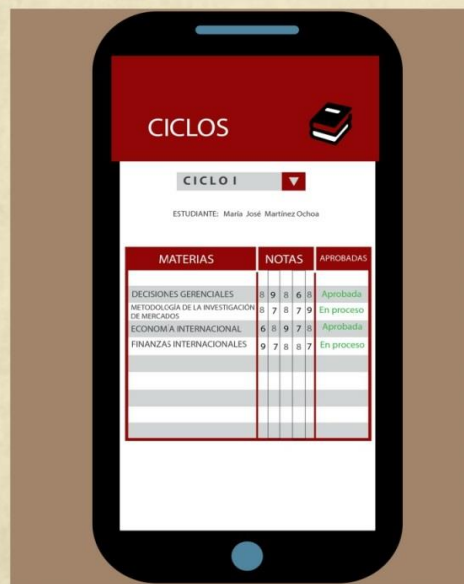 CICLOS
CICLO I
ESTUDIANTE: María José Martínez Ochoa
MATERIAS NOTAS APROBADAS
DECISIONES GERENCIALES 8 9 8 6 8 Aprobada
METODOLOGÍA DE LA INVESTIGACIÓN
DE MERCADOS 8 7 8 7 9 En proceso
ECONOM´A INTERNACIONAL 6 8 9 7 8 Aprobada
FINANZAS INTERNACIONALES 9 7 8 8 7 En proceso